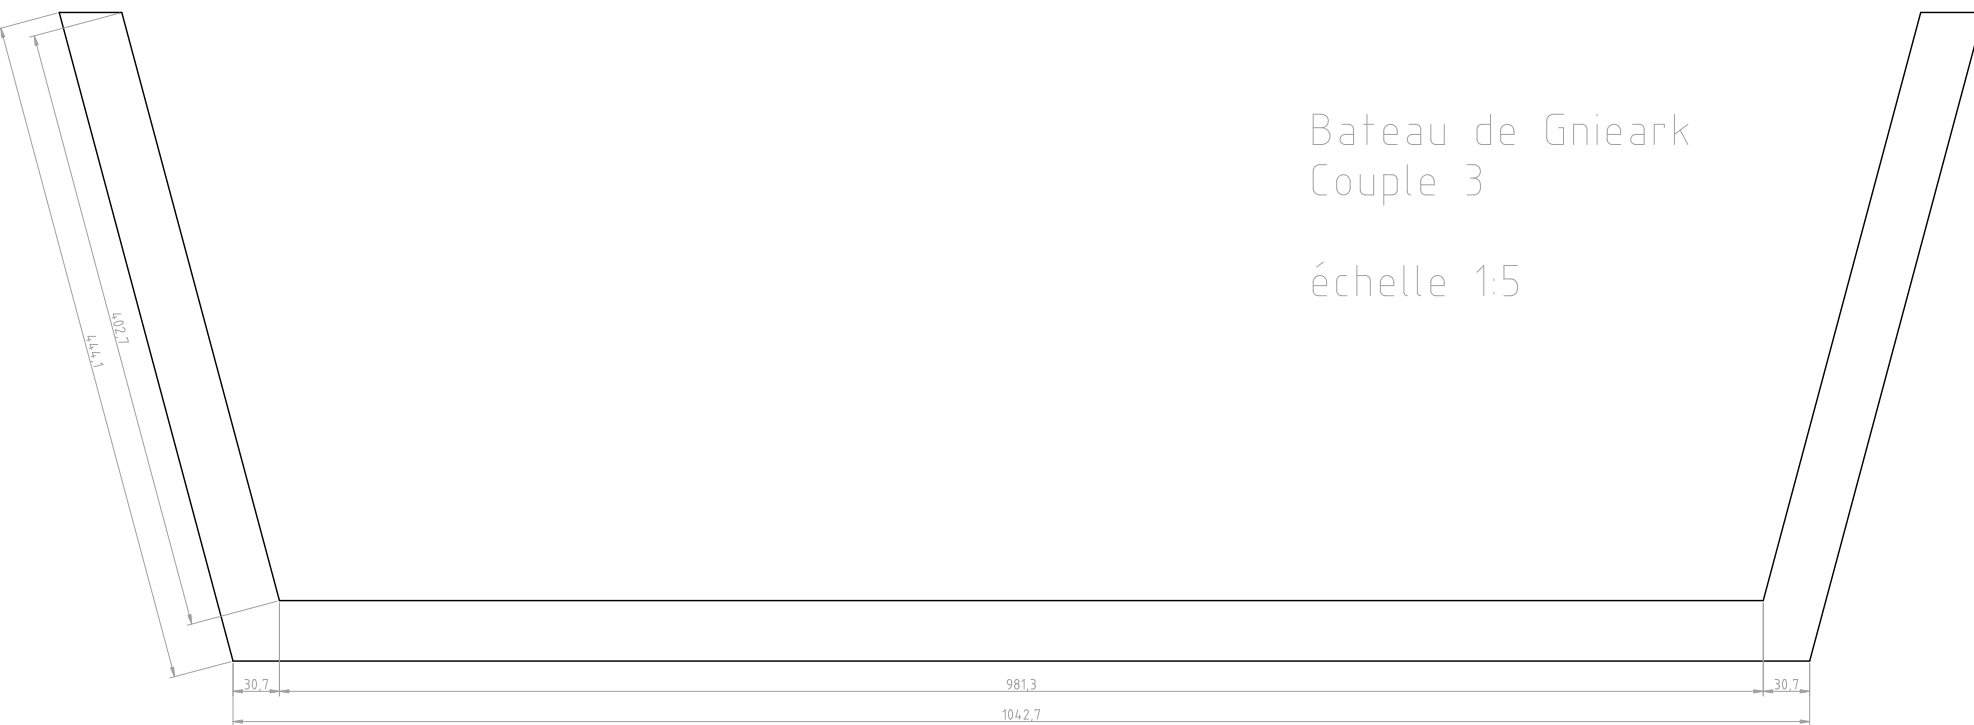 Bateau de Gnieark
Couple 3
échelle 1:5
402,7
444,1
30,7
981,3
30,7
1042,7